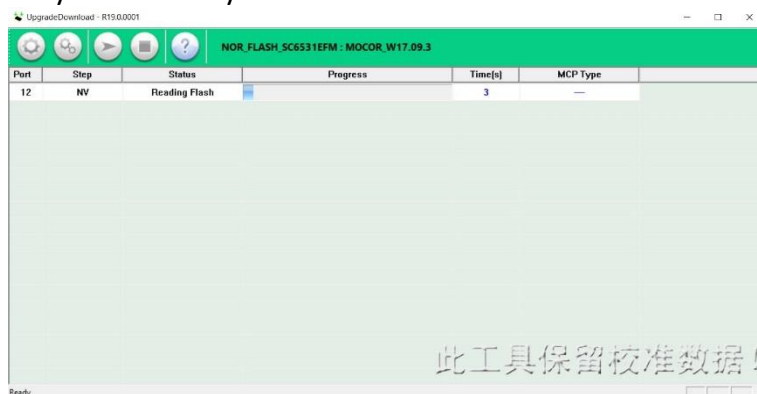 UpgradeDownload - R19.0.0001
NOR_FLASH_SC6531EFM : MOCOR_W17.09.3
Port Step Status Progress Time(s) MCP Type
12 NV Reading Flash 3 —
此工具保留校准数据
Ready